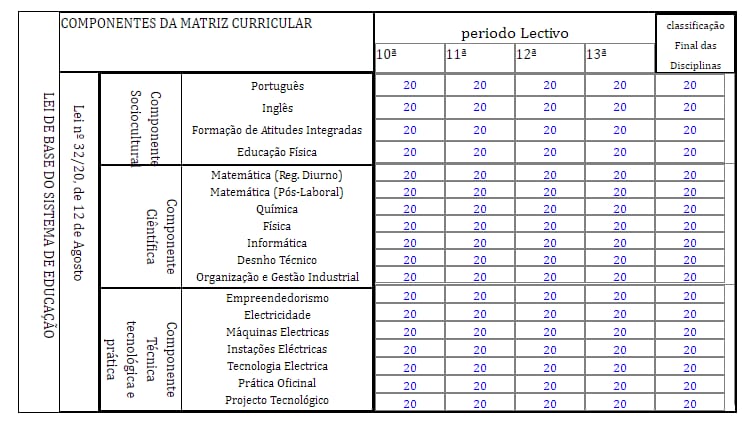 COMPONENTES DA MATRIZ CURRICULAR
periodo Lectivo
classificação
Final das
Disciplinas
10ª 11ª 12ª 13ª
LEI DE BASE DO SISTEMA DE EDUCAÇÃO
Lei nº 32/20, de 12 de Agosto
Componente
Sociocultural
Português 20 20 20 20 20
Inglês 20 20 20 20 20
Formação de Atitudes Integradas 20 20 20 20 20
Educação Física 20 20 20 20 20
Componente
Ciêntífica
Matemática (Reg. Diurno) 20 20 20 20 20
Matemática (Pós-Laboral) 20 20 20 20 20
Química 20 20 20 20 20
Física 20 20 20 20 20
Informática 20 20 20 20 20
Desnho Técnico 20 20 20 20 20
Organização e Gestão Industrial 20 20 20 20 20
Componente
Técnica
tecnológica e
prática
Empreendedorismo 20 20 20 20 20
Electricidade 20 20 20 20 20
Máquinas Electricas 20 20 20 20 20
Instações Eléctricas 20 20 20 20 20
Tecnologia Electrica 20 20 20 20 20
Prática Oficinal 20 20 20 20 20
Projecto Tecnológico 20 20 20 20 20